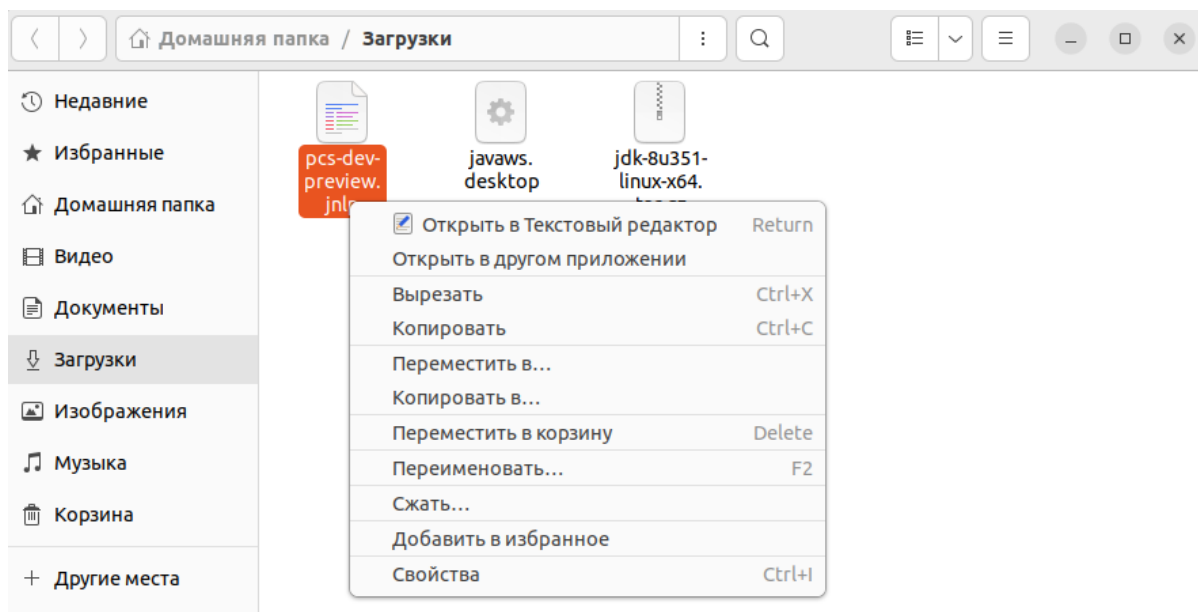 Домашняя папка / Загрузки
Недавние
Избранные
Домашняя папка
Видео
Документы
Загрузки
Изображения
Музыка
Корзина
+ Другие места
pcs-dev-
preview.
jnlp
javaws.
desktop
jdk-8u351-
linux-x64.
Открыть в Текстовый редактор Return
Открыть в другом приложении
Вырезать Ctrl+X
Копировать Ctrl+C
Переместить в...
Копировать в...
Переместить в корзину Delete
Переименовать... F2
Сжать...
Добавить в избранное
Свойства Ctrl+I